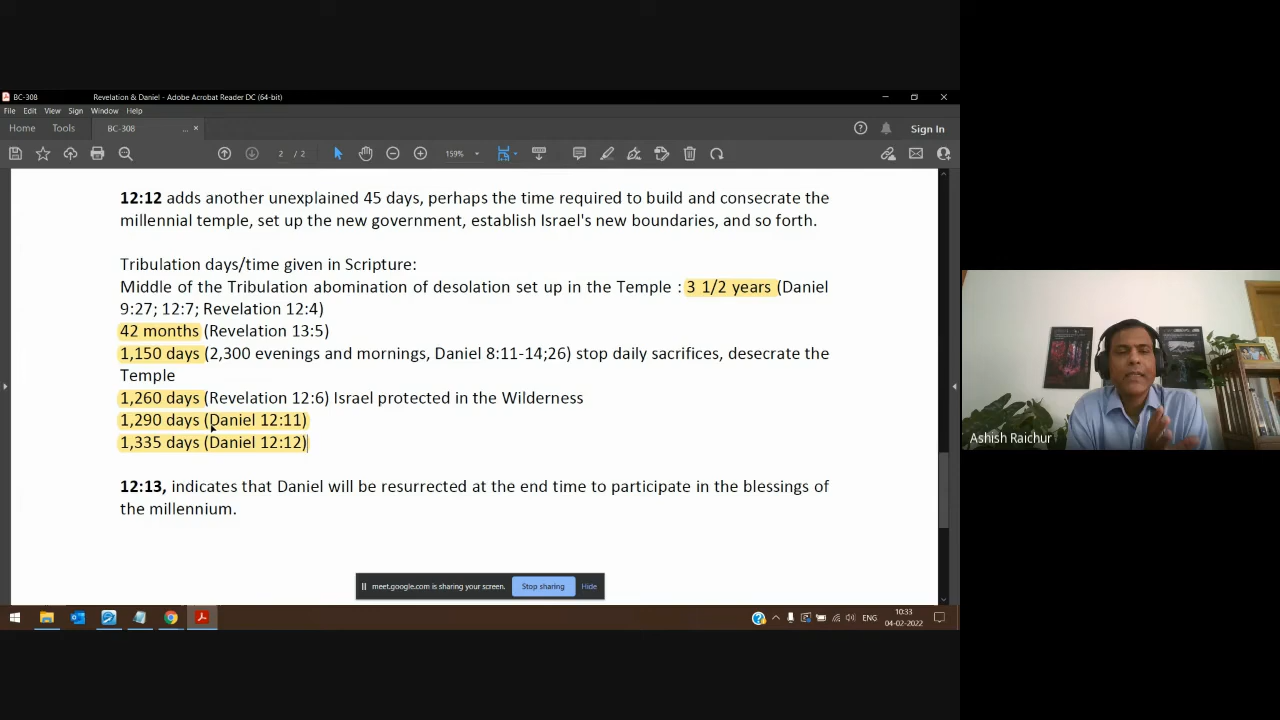 BC-308
Revelation & Daniel - Adobe Acrobat Reader DC (64-bit)
File Edit View Sign Window Help
Home Tools BC-308 ... × Sign In
2 / 2 159%
12:12 adds another unexplained 45 days, perhaps the time required to build and consecrate the
millennial temple, set up the new government, establish Israel's new boundaries, and so forth.
Tribulation days/time given in Scripture:
Middle of the Tribulation abomination of desolation set up in the Temple : 3 1/2 years (Daniel
9:27; 12:7; Revelation 12:4)
42 months (Revelation 13:5)
1,150 days (2,300 evenings and mornings, Daniel 8:11-14;26) stop daily sacrifices, desecrate the
Temple
1,260 days (Revelation 12:6) Israel protected in the Wilderness
1,290 days (Daniel 12:11)
1,335 days (Daniel 12:12)
12:13, indicates that Daniel will be resurrected at the end time to participate in the blessings of
the millennium.
meet.google.com is sharing your screen. Stop sharing Hide
ENG
10:33
04-02-2022
Ashish Raichur